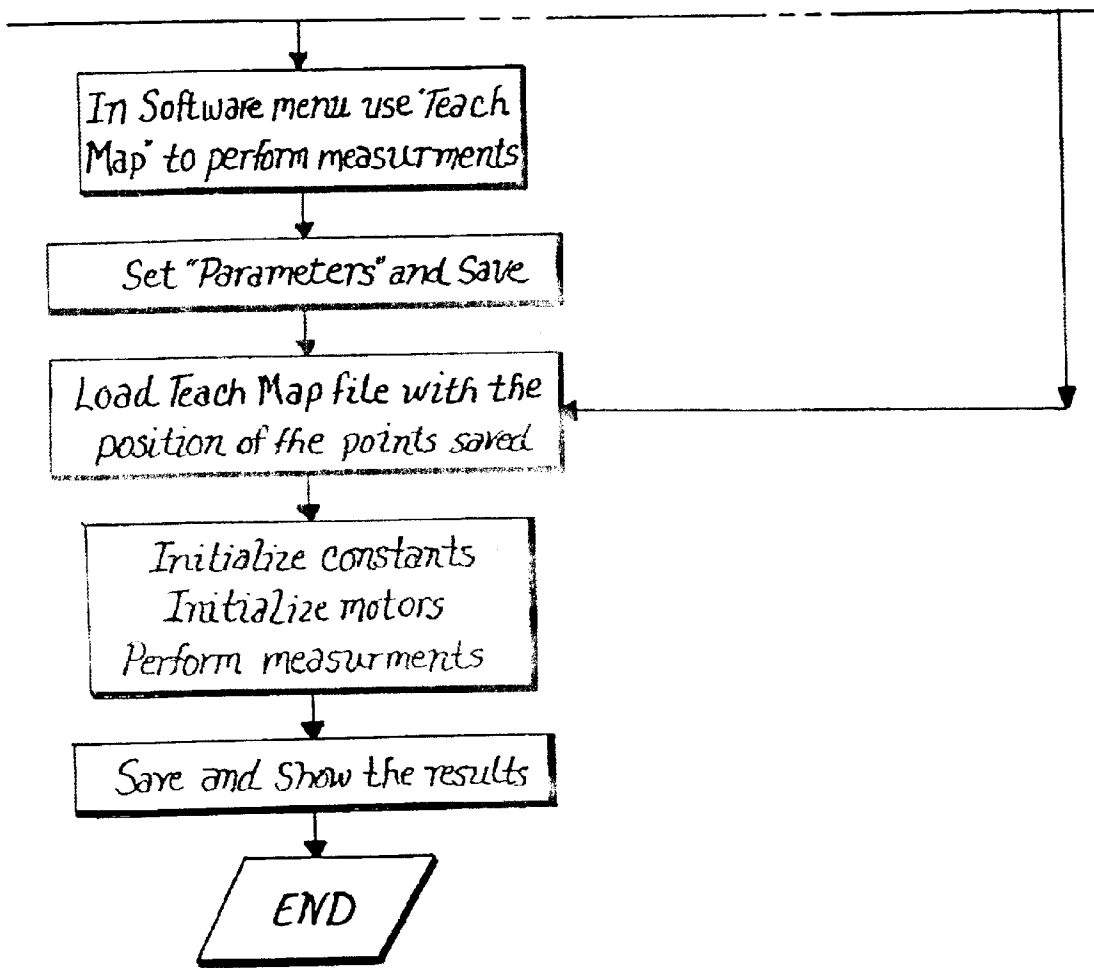 In Software menu use "Teach
Map" to perform measurments
Set "Parameters" and Save
Load Teach Map file with the
position of the points saved
Initialize constants
Initialize motors
Perform measurments
Save and Show the results
END